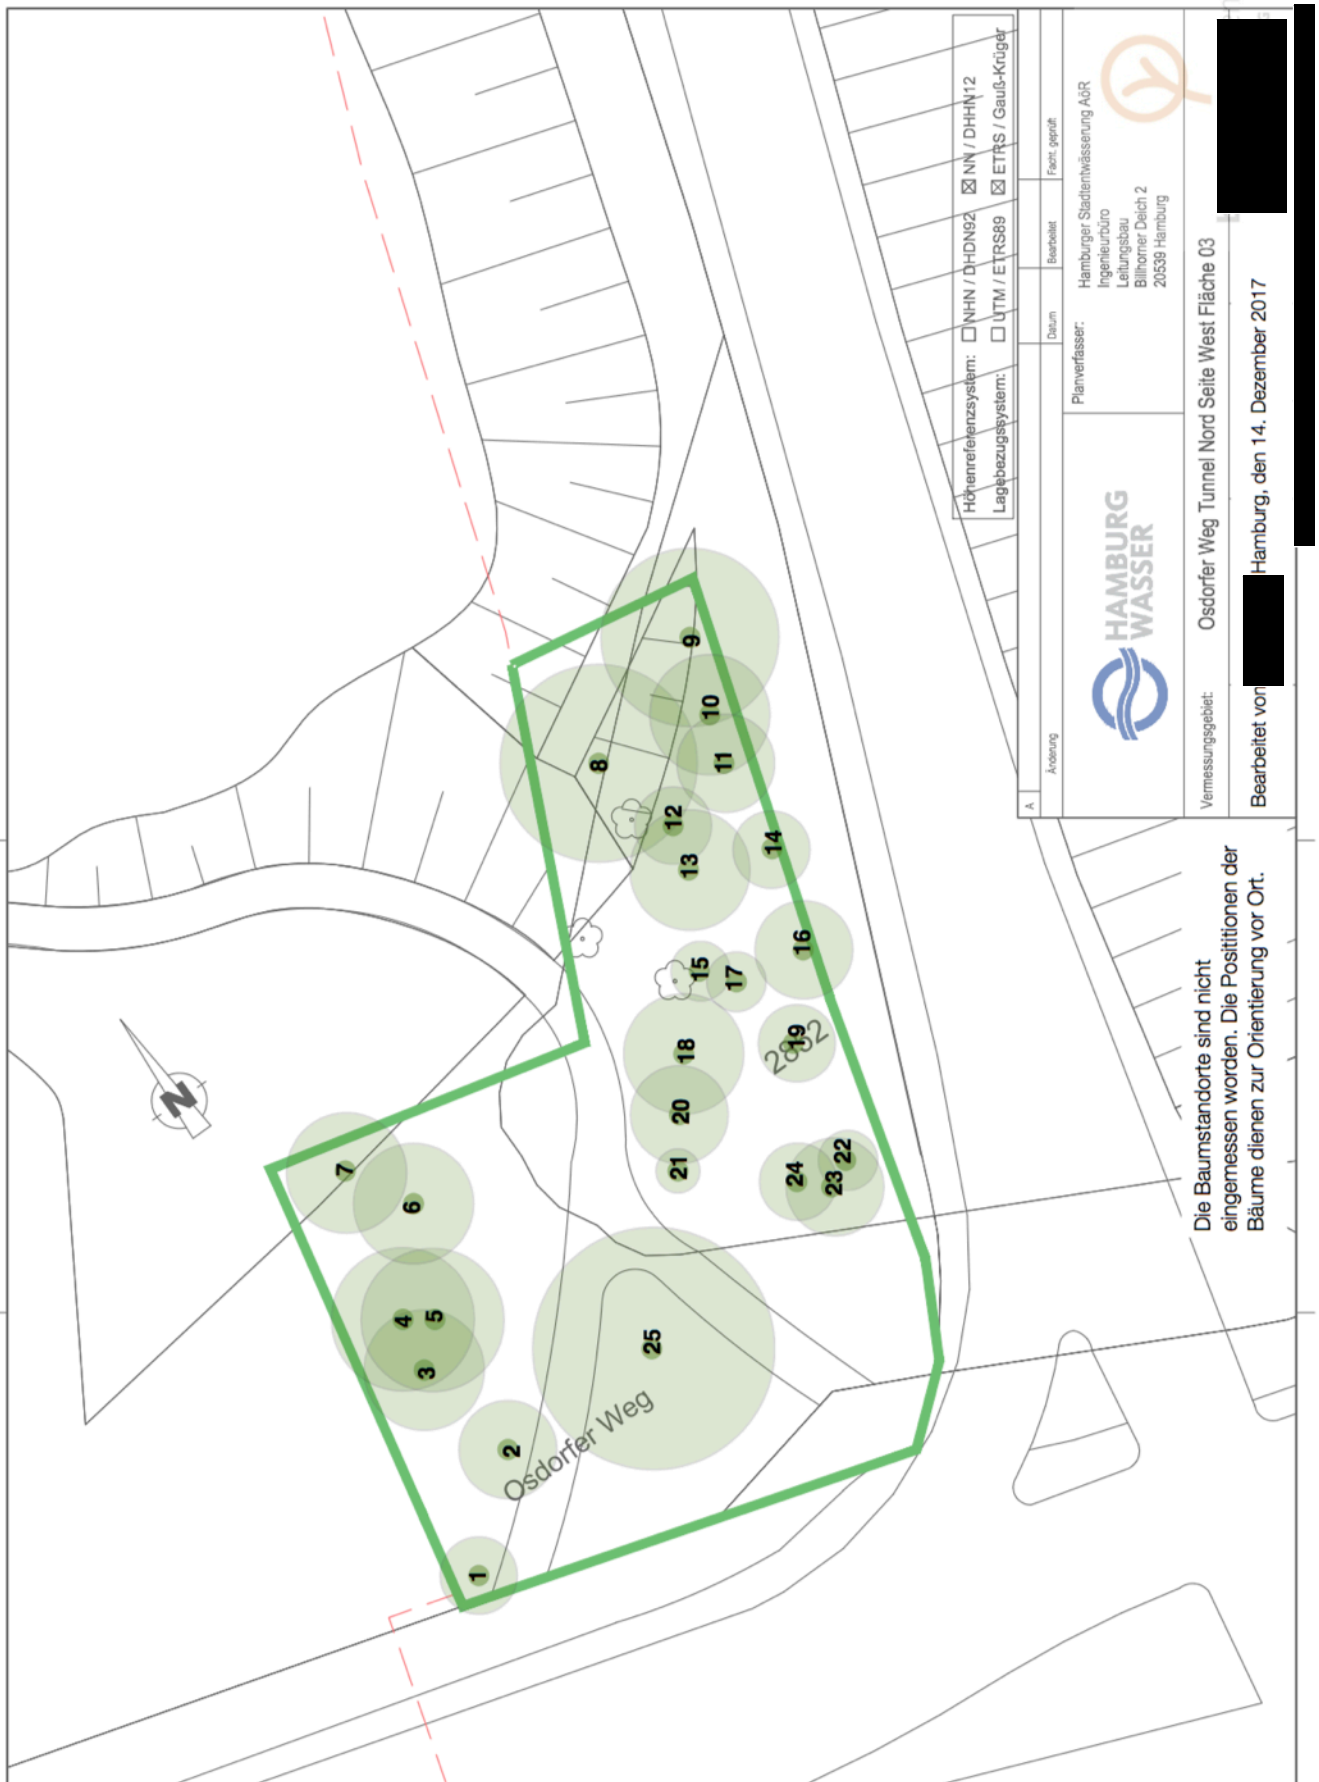 Höhenreferenzsystem: NHN / DHDN92 NN / DHHN12
Lagebezugssystem: UTM / ETRS89 ETRS / Gauß-Krüger
A
Änderung Datum Bearbeitet Facht. geprüft
HAMBURG
WASSER
Planverfasser:
Hamburger Stadtentwässerung AöR
Ingenieurbüro
Leitungsbau
Billhorner Deich 2
20539 Hamburg
Vermessungsgebiet: Osdorfer Weg Tunnel Nord Seite West Fläche 03
Bearbeitet von Hamburg, den 14. Dezember 2017
Die Baumstandorte sind nicht
eingemessen worden. Die Posititionen der
Bäume dienen zur Orientierung vor Ort.
N
Osdorfer Weg
2832
1
2
3
4
5
6
7
8
9
10
11
12
13
14
15
16
17
18
19
20
21
22
23
24
25